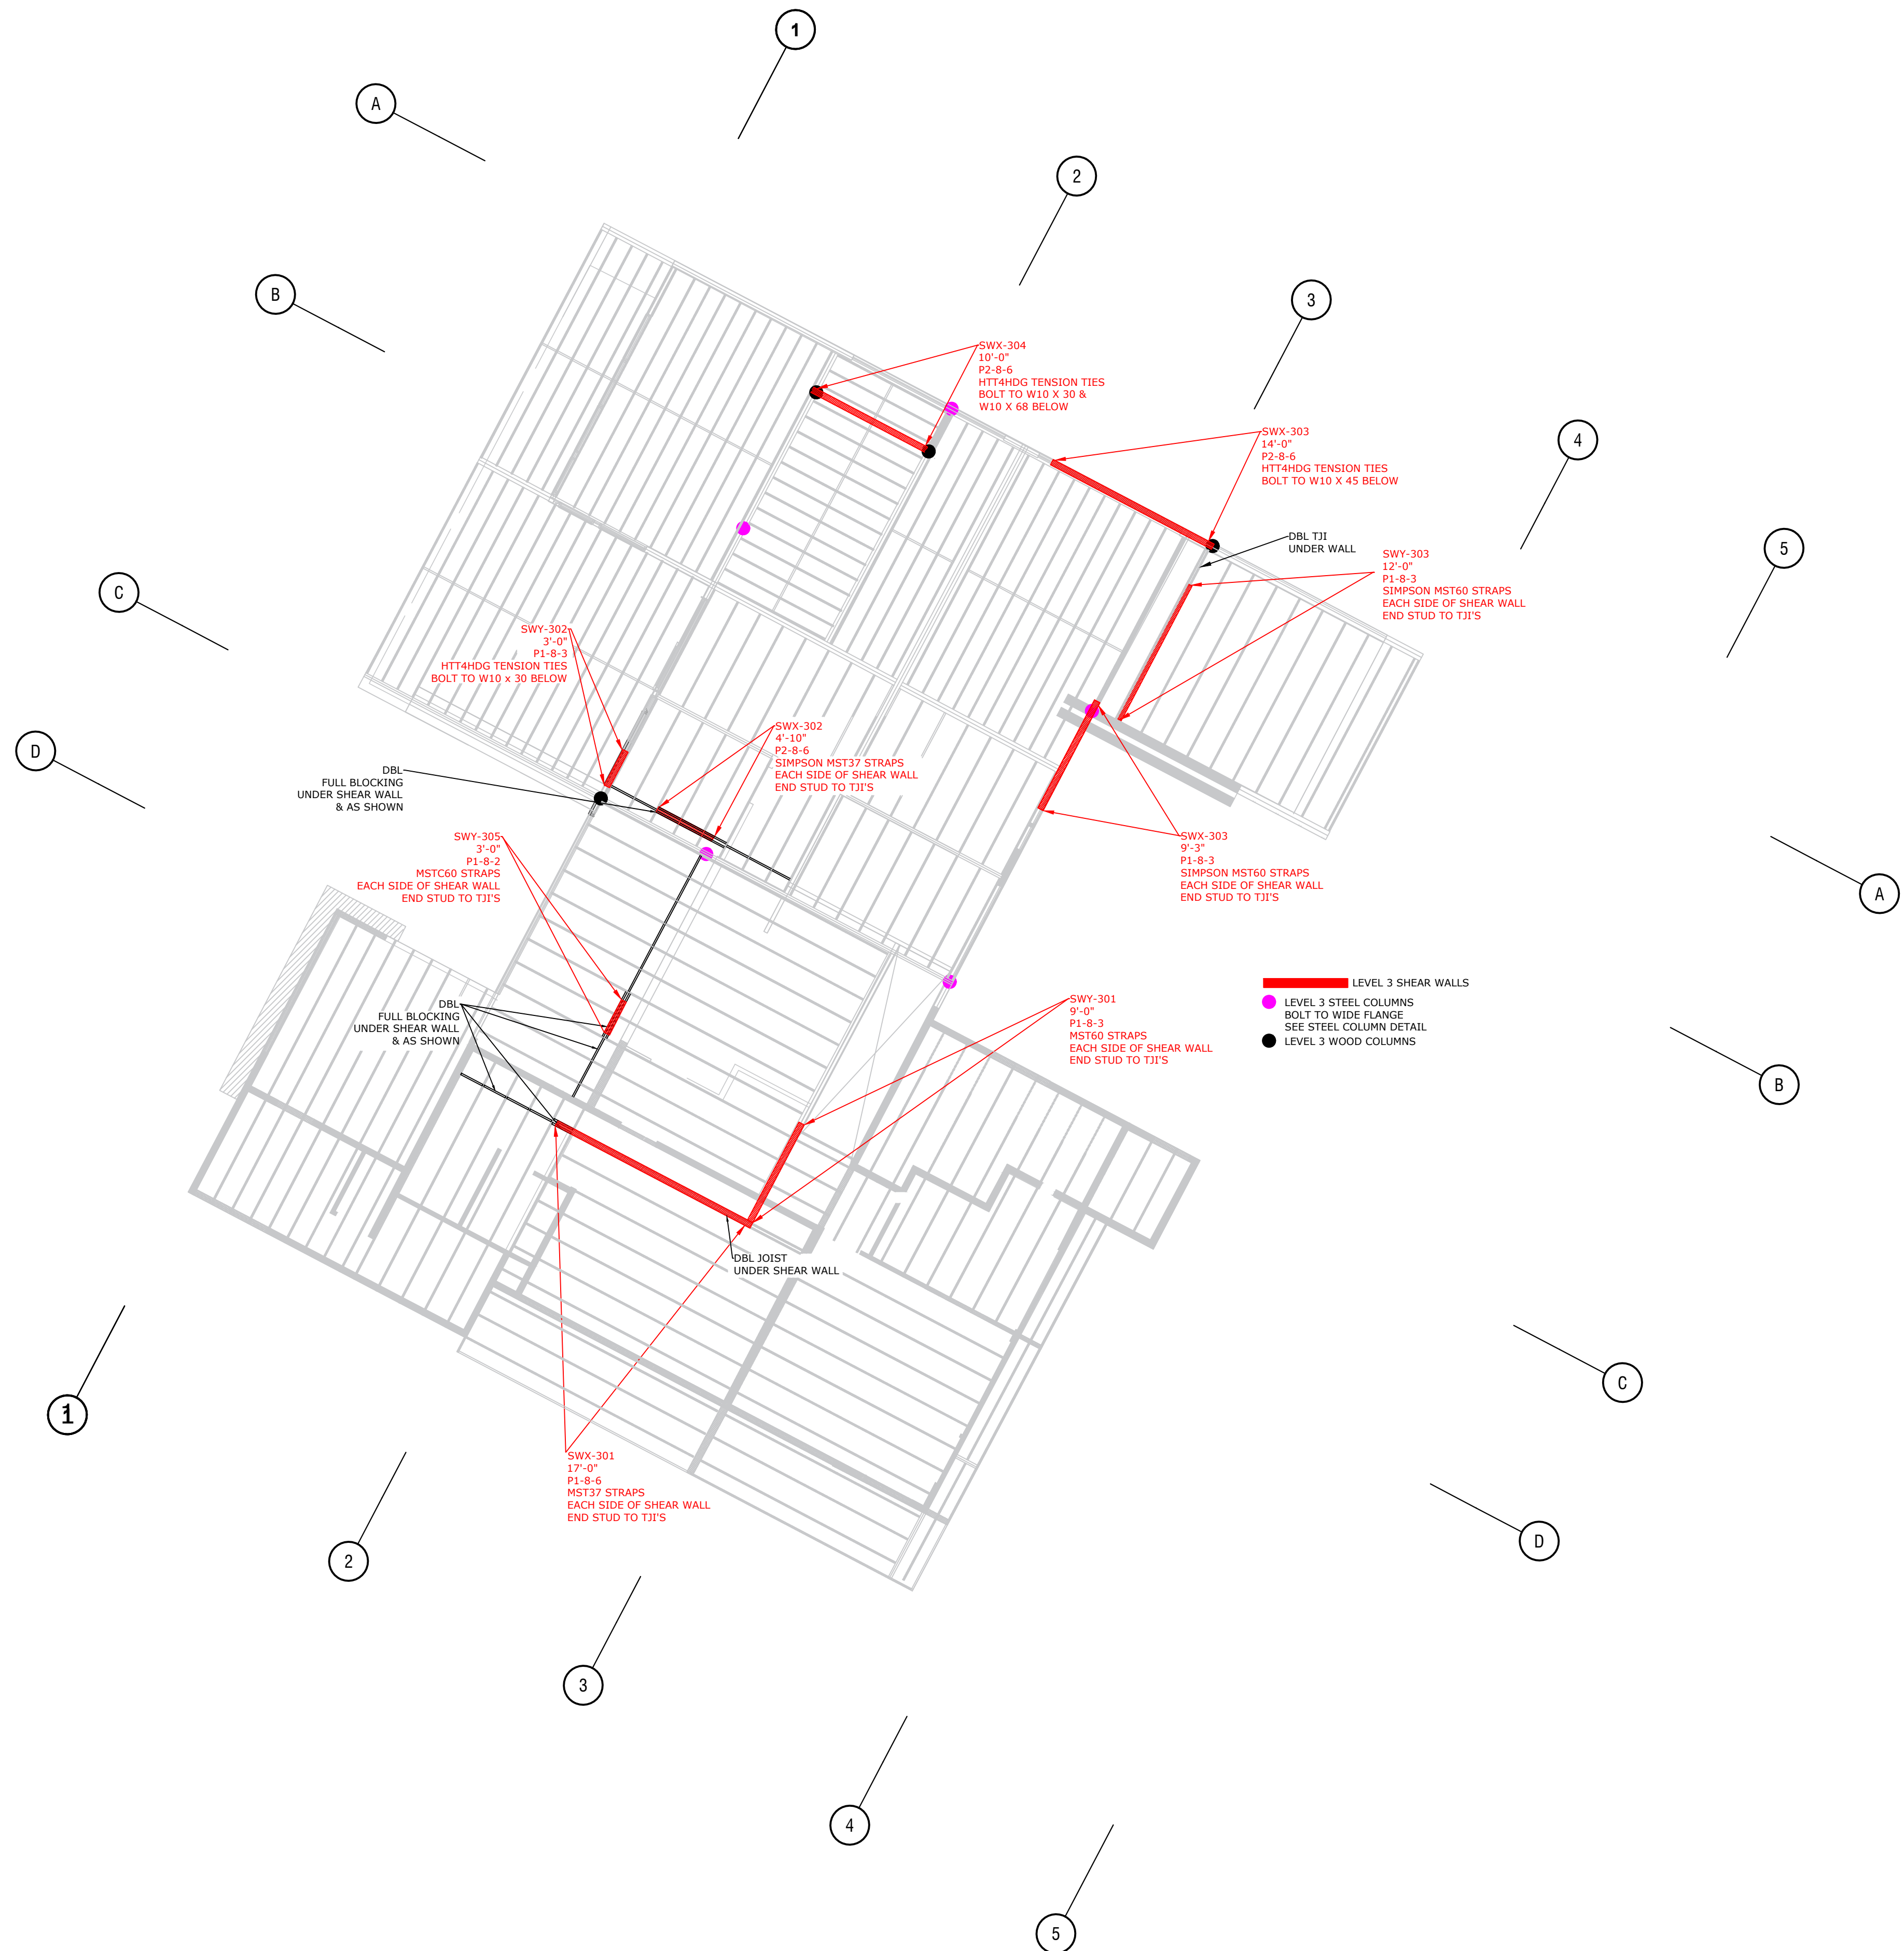 1
A
2
B
3
SWX-304
10'-0"
P2-8-6
HTT4HDG TENSION TIES
BOLT TO W10 X 30 &
W10 X 68 BELOW
4
SWX-303
14'-0"
P2-8-6
HTT4HDG TENSION TIES
BOLT TO W10 X 45 BELOW
DBL TJI
UNDER WALL
5
SWY-303
12'-0"
P1-8-3
SIMPSON MST60 STRAPS
EACH SIDE OF SHEAR WALL
END STUD TO TJI'S
C
SWY-302
3'-0"
P1-8-3
HTT4HDG TENSION TIES
BOLT TO W10 x 30 BELOW
D
SWX-302
4'-10"
P2-8-6
SIMPSON MST37 STRAPS
EACH SIDE OF SHEAR WALL
END STUD TO TJI'S
DBL
FULL BLOCKING
UNDER SHEAR WALL
& AS SHOWN
SWY-305
3'-0"
P1-8-2
MSTC60 STRAPS
EACH SIDE OF SHEAR WALL
END STUD TO TJI'S
SWX-303
9'-3"
P1-8-3
SIMPSON MST60 STRAPS
EACH SIDE OF SHEAR WALL
END STUD TO TJI'S
A
LEVEL 3 SHEAR WALLS
LEVEL 3 STEEL COLUMNS
BOLT TO WIDE FLANGE
SEE STEEL COLUMN DETAIL
LEVEL 3 WOOD COLUMNS
DBL
FULL BLOCKING
UNDER SHEAR WALL
& AS SHOWN
SWY-301
9'-0"
P1-8-3
MST60 STRAPS
EACH SIDE OF SHEAR WALL
END STUD TO TJI'S
B
DBL JOIST
UNDER SHEAR WALL
C
1
SWX-301
17'-0"
P1-8-6
MST37 STRAPS
EACH SIDE OF SHEAR WALL
END STUD TO TJI'S
D
2
3
4
5